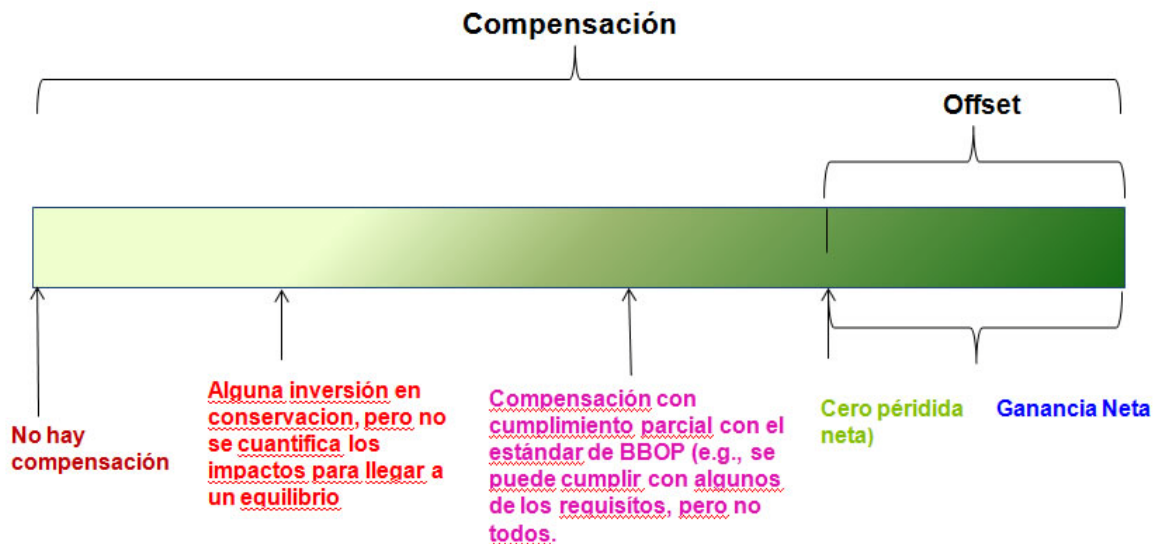 Compensación
Offset
No hay
compensación
Alguna inversión en
conservacion, pero no
se cuantifica los
impactos para llegar a
un equilibrio
Compensación con
cumplimiento parcial con el
estándar de BBOP (e.g., se
puede cumplir con algunos
de los requisítos, pero no
todos.
Cero péridida
neta)
Ganancia Neta